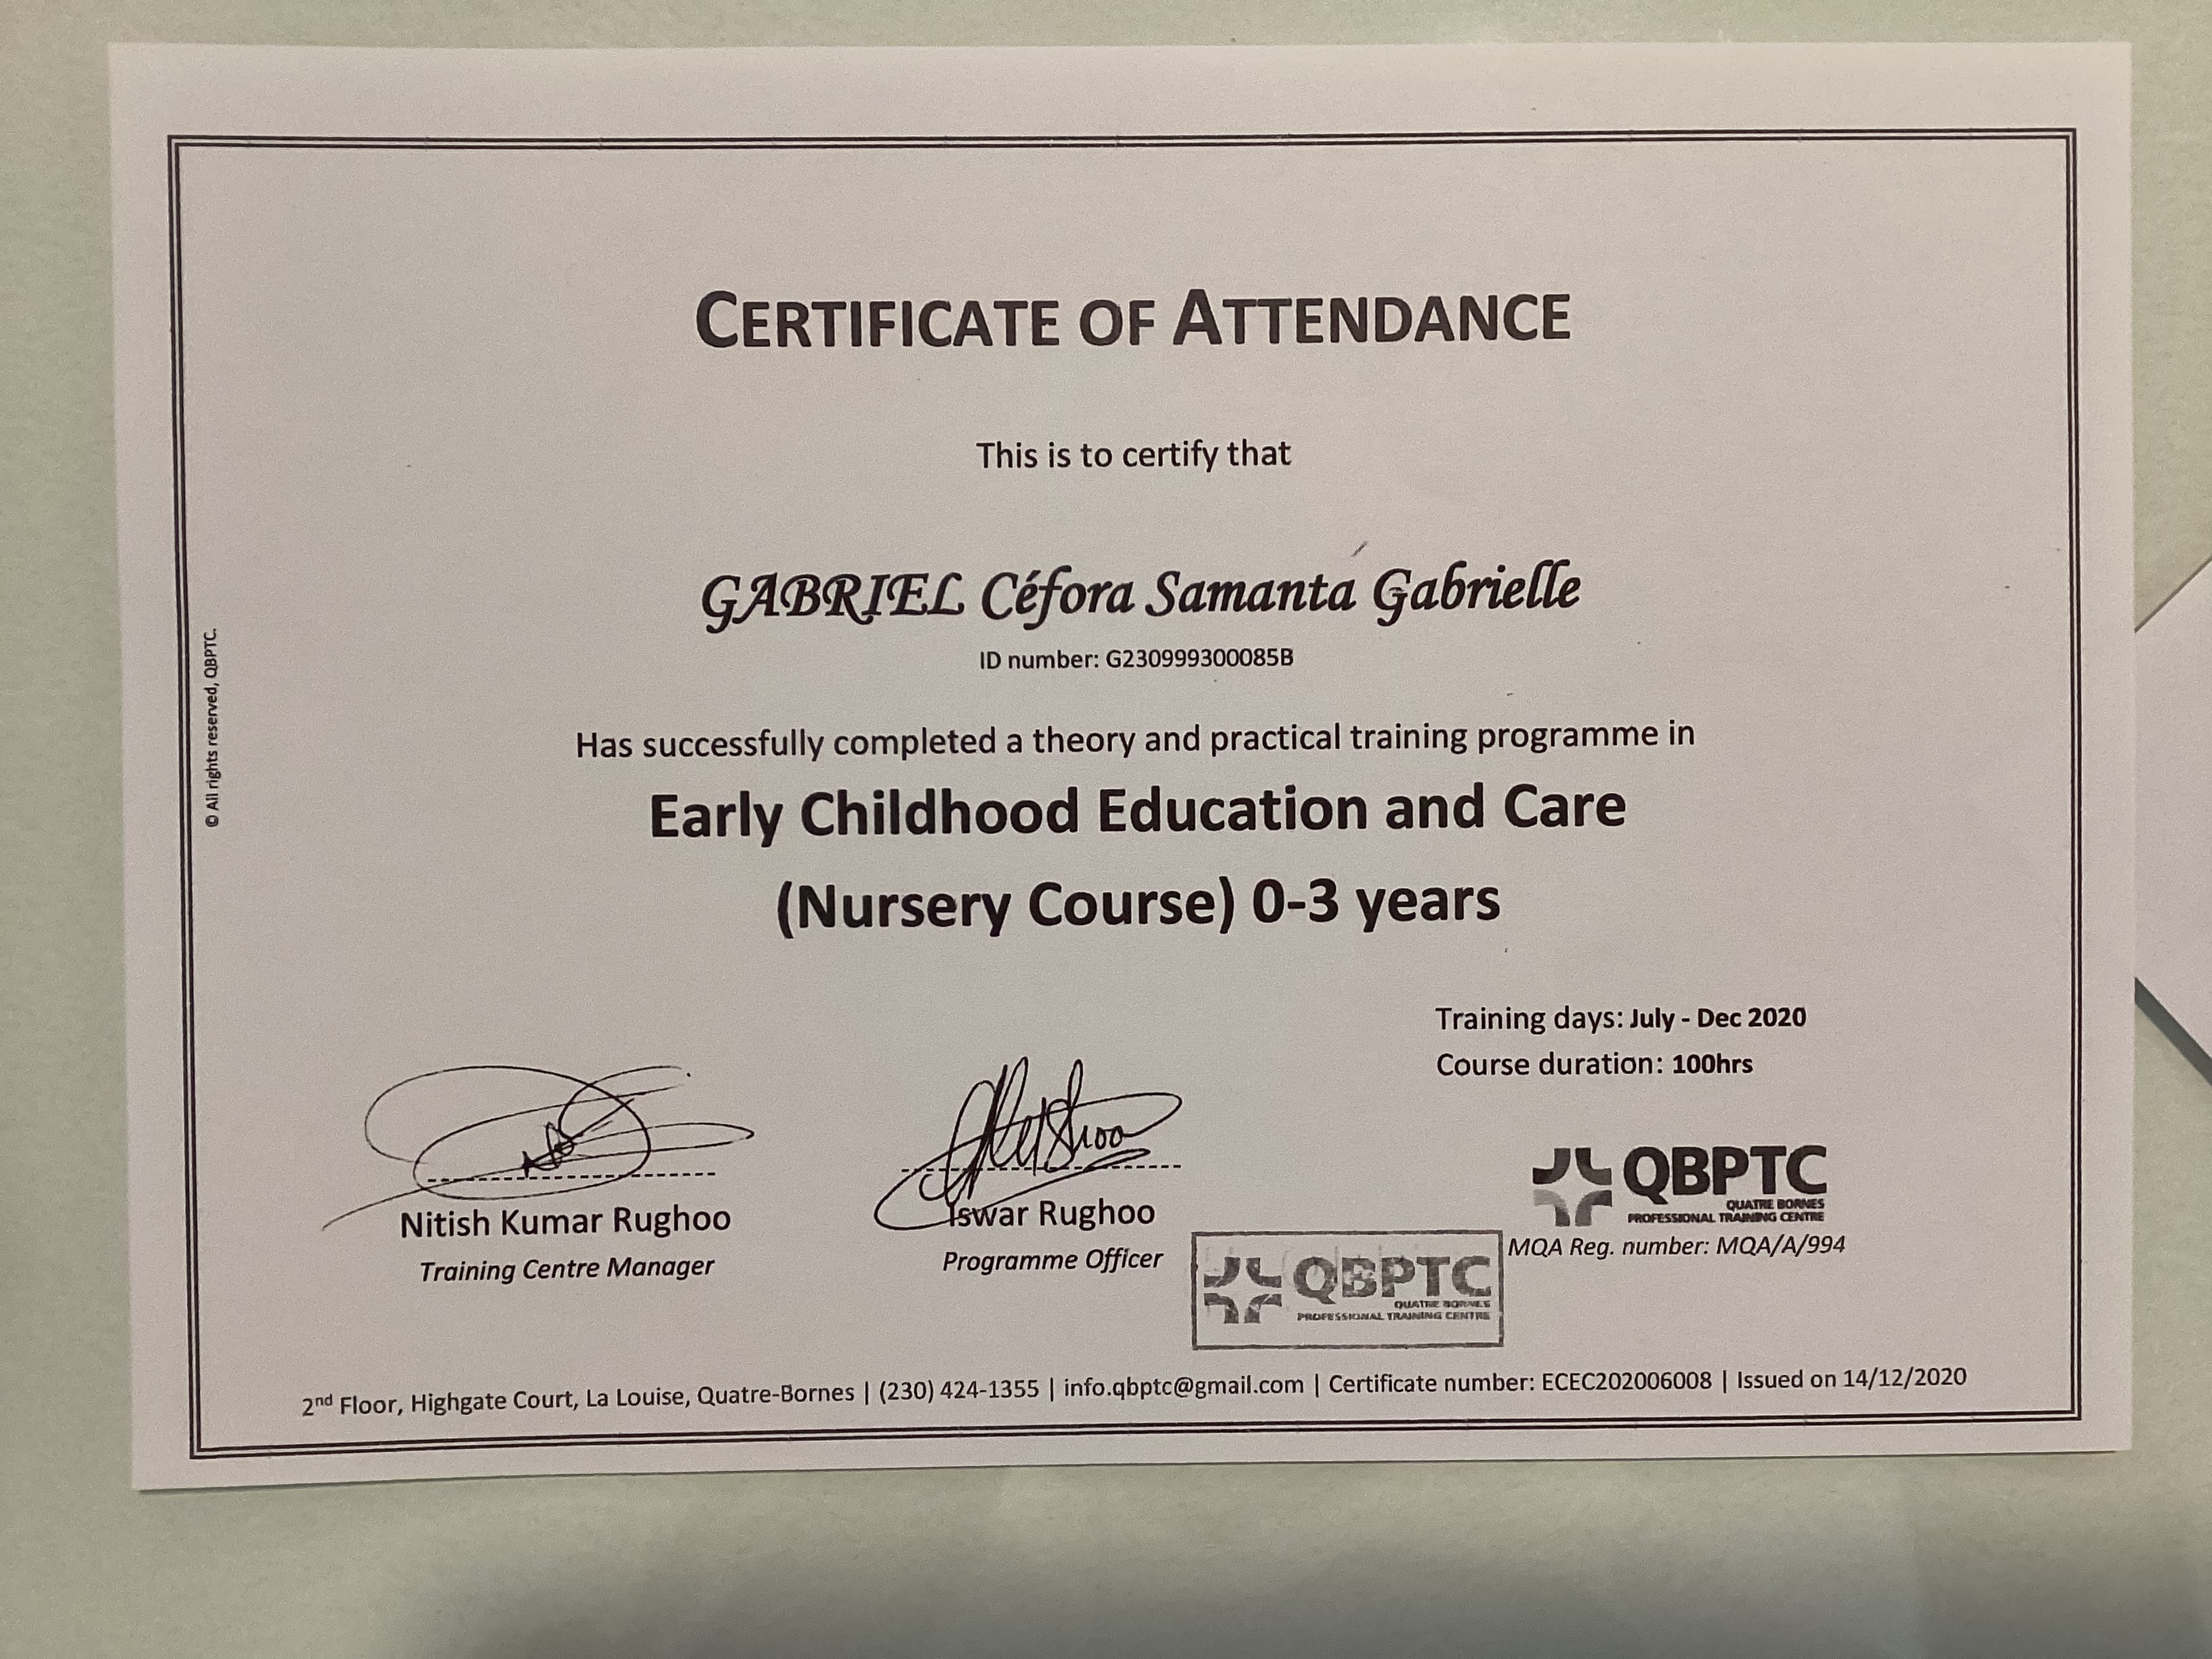 CERTIFICATE OF ATTENDANCE
This is to certify that
GABRIEL Céfora Samanta Gabrielle
ID number: G230999300085B
Has successfully completed a theory and practical training programme in
Early Childhood Education and Care
(Nursery Course) 0-3 years
© All rights reserved, QBPTC.
Training days: July - Dec 2020
Course duration: 100hrs
Nitish Kumar Rughoo
Training Centre Manager
Iswar Rughoo
Programme Officer
QBPTC
QUATRE BORNES
PROFESSIONAL TRAINING CENTRE
MQA Reg. number: MQA/A/994
QBPTC
QUATRE BORNES
PROFESSIONAL TRAINING CENTRE
2nd Floor, Highgate Court, La Louise, Quatre-Bornes | (230) 424-1355 | info.qbptc@gmail.com | Certificate number: ECEC202006008 | Issued on 14/12/2020